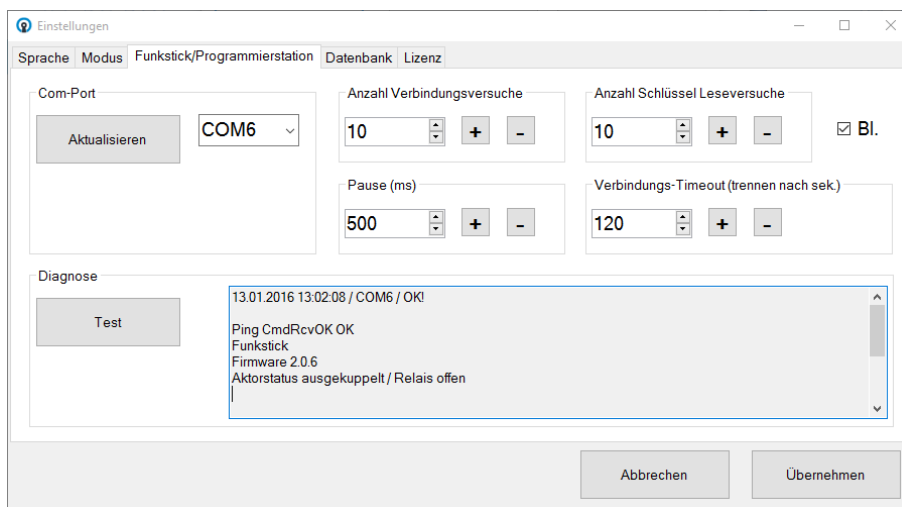 Einstellungen
Sprache Modus Funkstick/Programmierstation Datenbank Lizenz
Com-Port
Aktualisieren
COM6
Anzahl Verbindungsversuche
10
+ -
Anzahl Schlüssel Leseversuche
10
+ -
BI.
Pause (ms)
500
+ -
Verbindungs-Timeout (trennen nach sek.)
120
+ -
Diagnose
Test
13.01.2016 13:02:08 / COM6 / OK!
Ping CmdRcvOK OK
Funkstick
Firmware 2.0.6
Aktorstatus ausgekuppelt / Relais offen
Abbrechen
Übernehmen